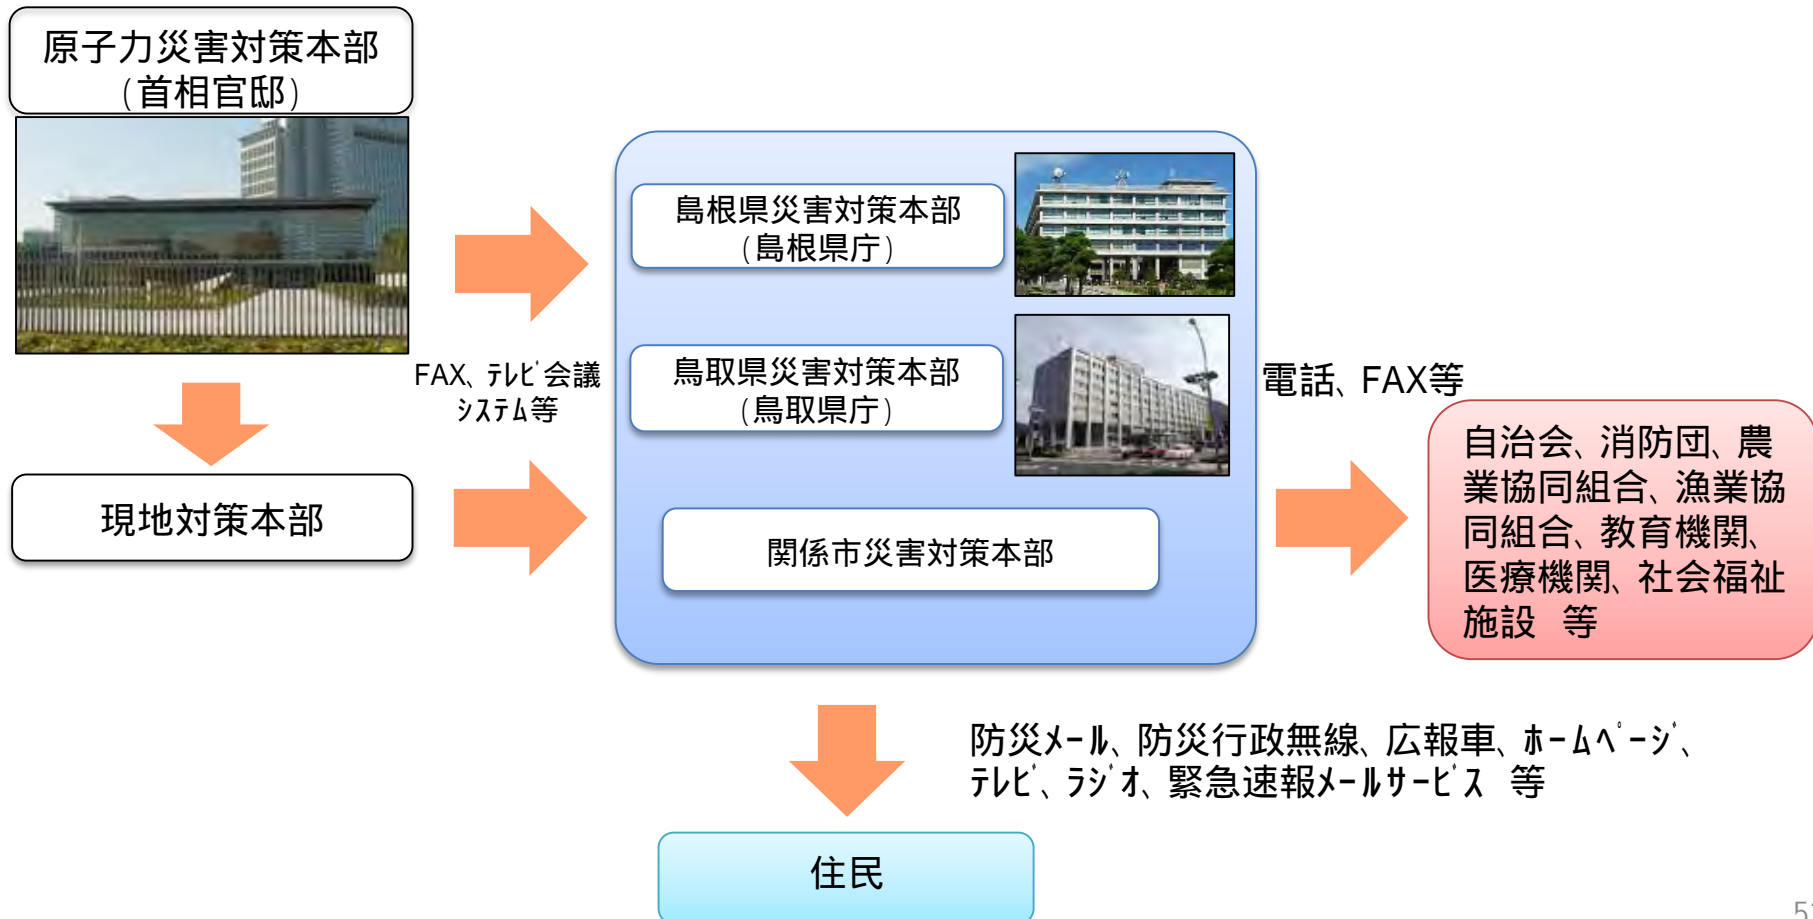 原子力災害対策本部
(首相官邸)
島根県災害対策本部
(島根県庁)
FAX、ﾃﾚﾋﾞ会議
ｼｽﾃﾑ等
鳥取県災害対策本部
(鳥取県庁)
電話、FAX等
現地対策本部
自治会、消防団、農
業協同組合、漁業協
同組合、教育機関、
医療機関、社会福祉
施設 等
関係市災害対策本部
防災ﾒｰﾙ、防災行政無線、広報車、ﾎｰﾑﾍﾟｰｼﾞ、
ﾃﾚﾋﾞ、ﾗｼﾞｵ、緊急速報ﾒｰﾙｻｰﾋﾞｽ 等
住民